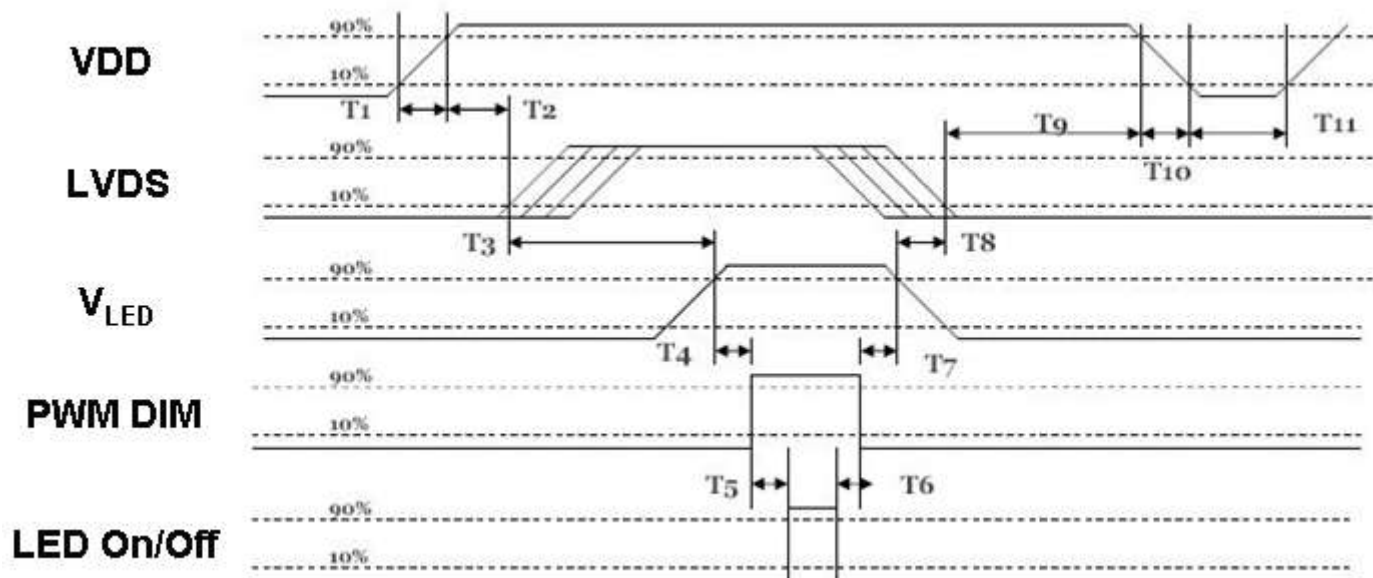 90%
VDD
10%
T1 T2
T9 T11
90%
T10
LVDS
10%
T3 T8
90%
VLED
10%
T4 T7
90%
PWM DIM
10%
T5 T6
90%
LED On/Off
10%